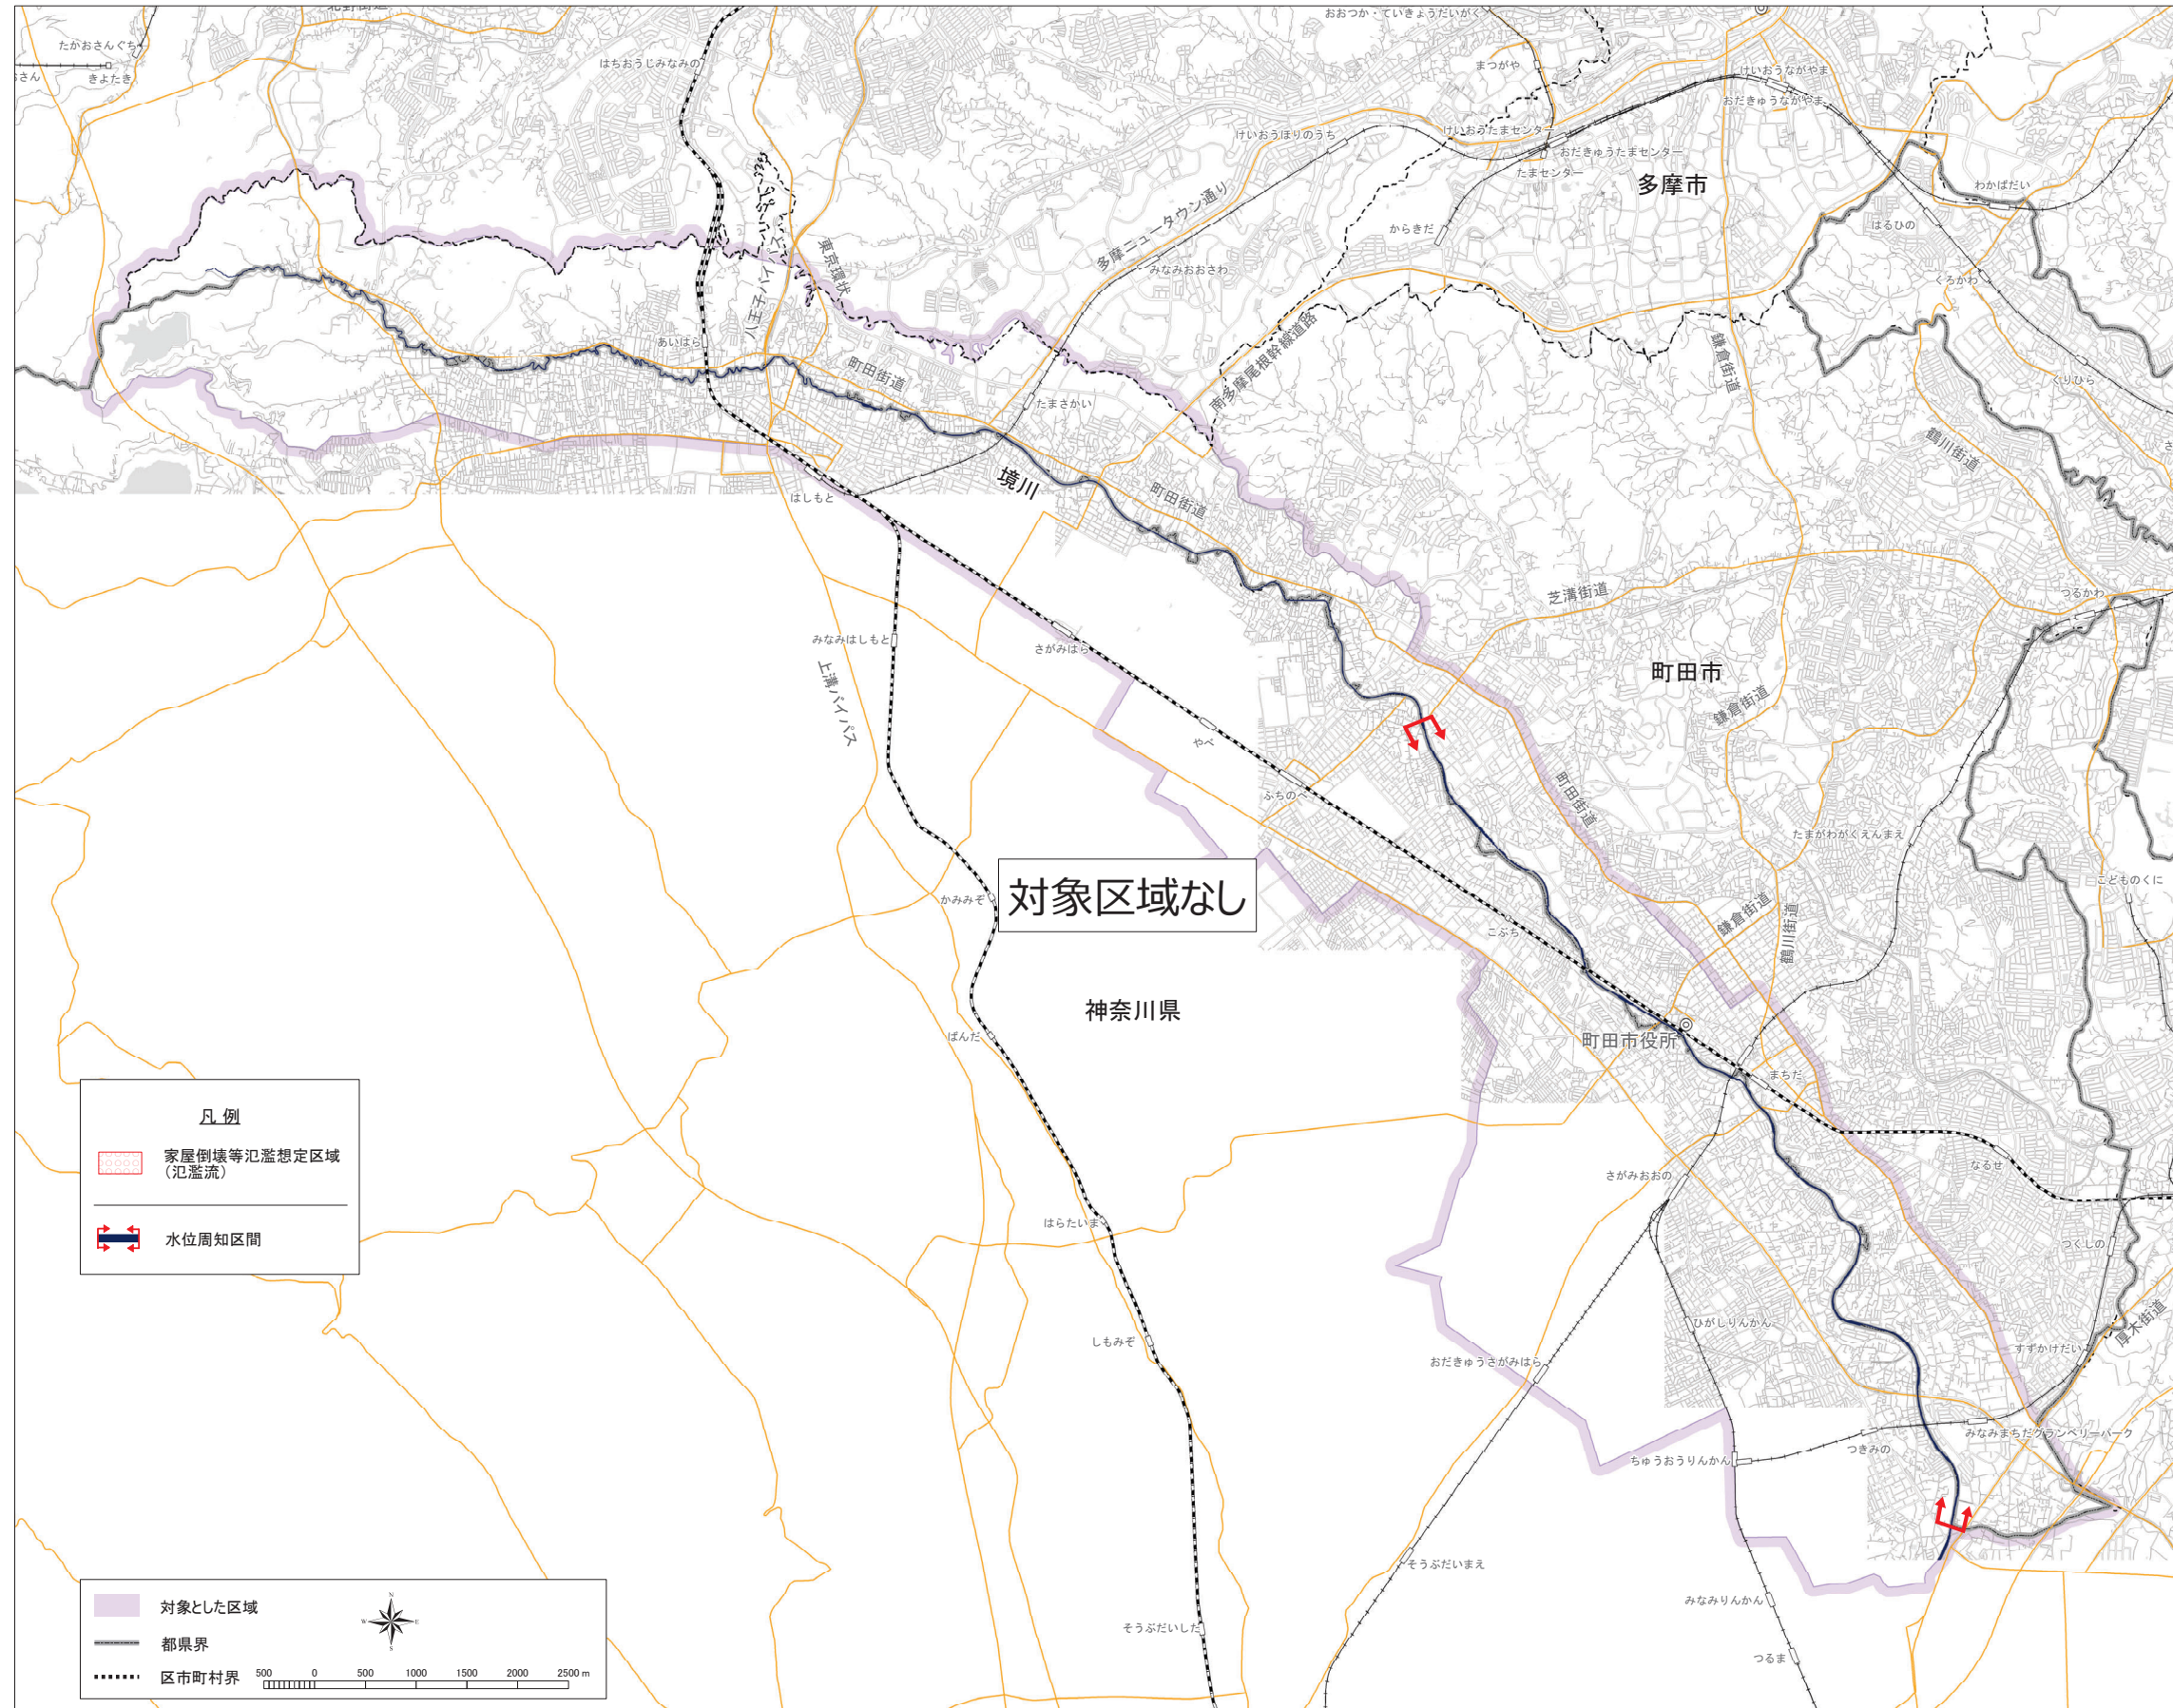 北野街道
おおつか・ていきょうだいがく
たかおさんぐち
きよたき
おさん
はちおうじみなみの
まつがや
けいおうながやま
おだきゅうながやま
けいおうほりのうち
けいおうたまセンター
おだきゅうたまセンター
たまセンター
多摩市
わかばだい
はるひの
からきだ
多摩ニュータウン通り
みなみおおさわ
東京環状
八王子バイパス
くろかわ
あいはら
南多摩尾根幹線道路
鎌倉街道
町田街道
くりひら
たまさかい
鶴川街道
さ
境川
はしもと
町田街道
芝溝街道
つるかわ
みなみはしもと
さがみはら
上溝バイパス
町田市
鎌倉街道
やべ
ふちのべ
町田街道
たまがわがくえんまえ
こどものくに
対象区域なし
かみみぞ
こぶち
鎌倉街道
鶴川街道
神奈川県
ばんだ
町田市役所
まちだ
凡 例
家屋倒壊等氾濫想定区域
(氾濫流)
水位周知区間
なるせ
さがみおおの
はらたいま
つくしの
ひがしりんかん
しもみぞ
おだきゅうさがみはら
すずかけだい
厚木街道
みなみまちだグランベリーパーク
つきみの
ちゅうおうりんかん
そうぶだいまえ
みなみりんかん
そうぶだいした
つるま
対象とした区域
都県界
区市町村界
N
W
E
S
500 0 500 1000 1500 2000 2500 m